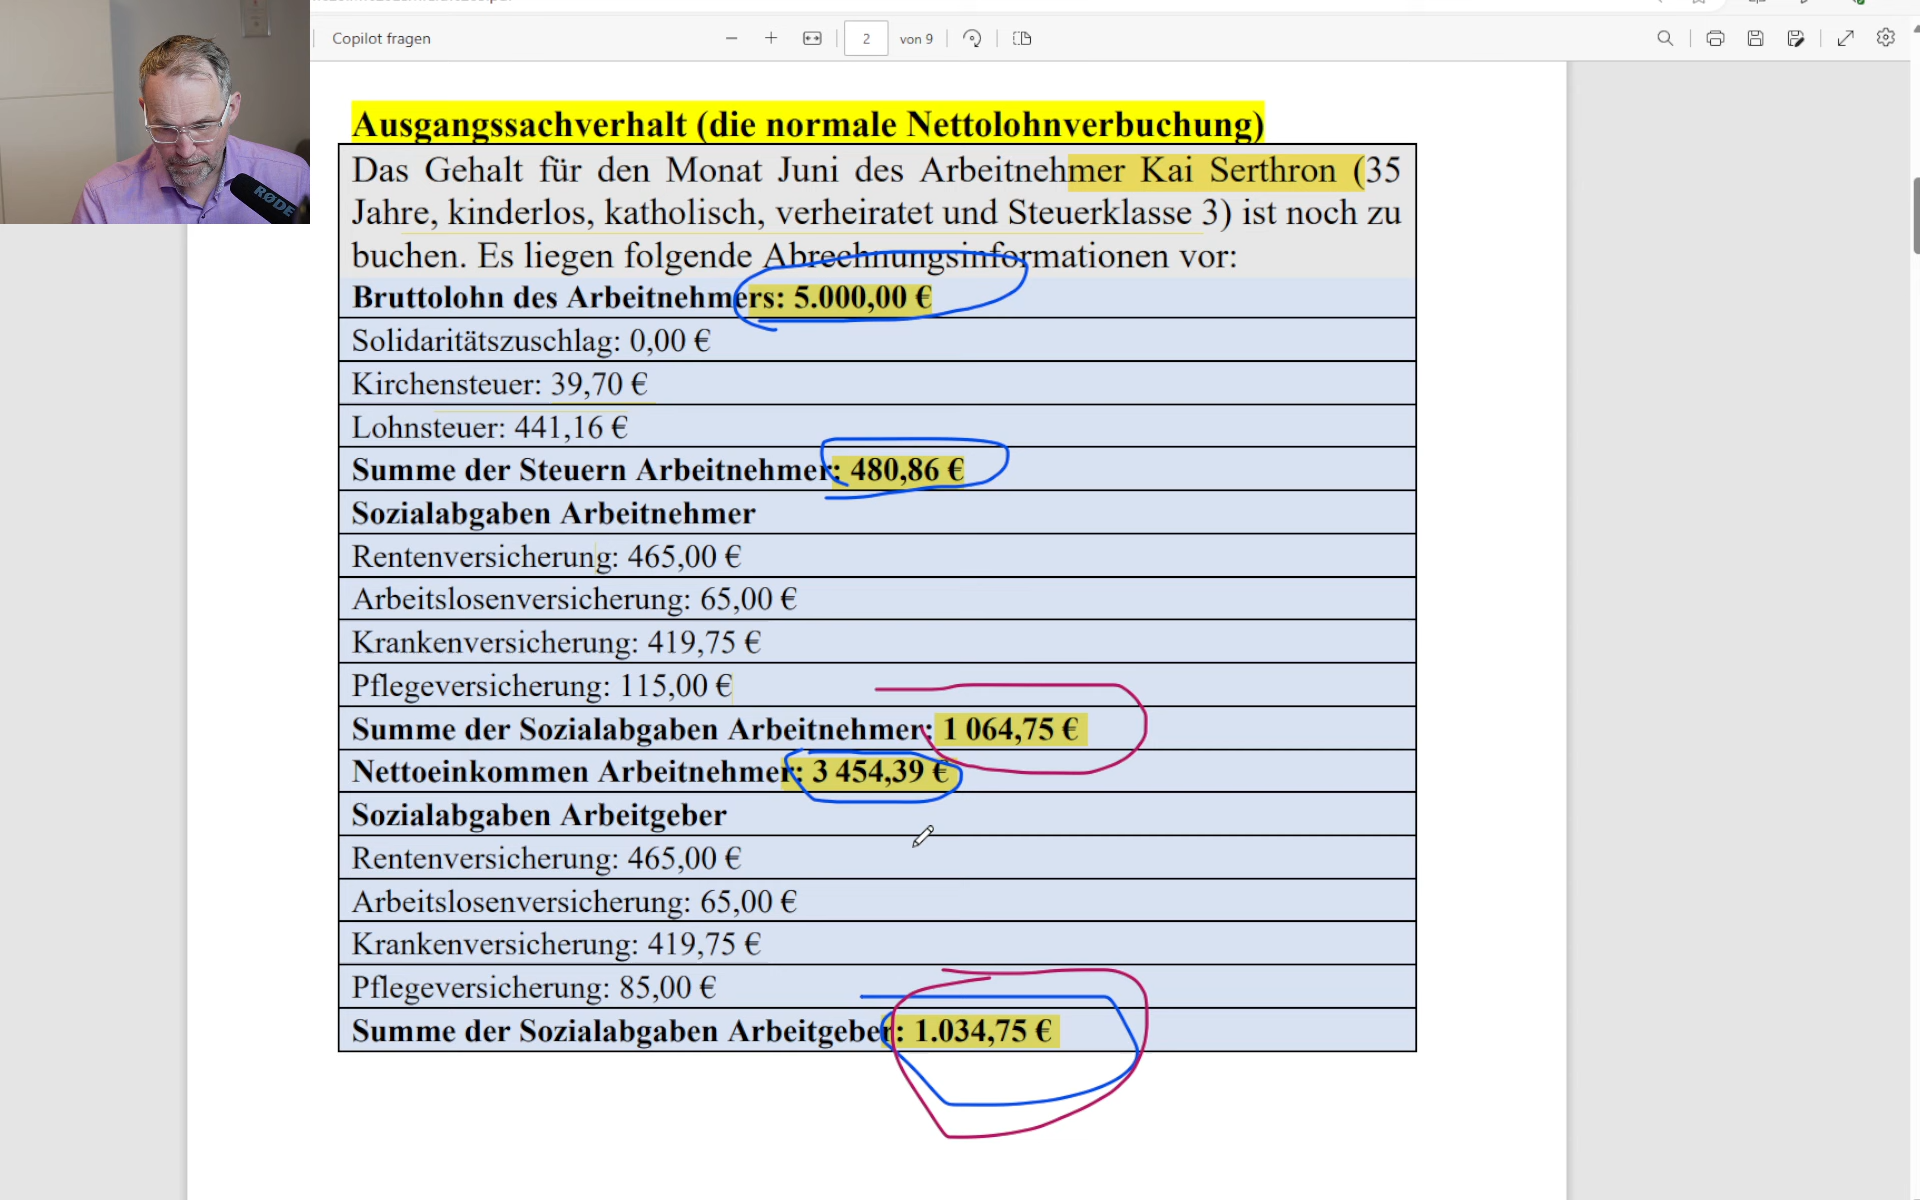 Copilot fragen
2
von 9
RØDE
Ausgangssachverhalt (die normale Nettolohnverbuchung)
Das Gehalt für den Monat Juni des Arbeitnehmer Kai Serthron (35
Jahre, kinderlos, katholisch, verheiratet und Steuerklasse 3) ist noch zu
buchen. Es liegen folgende Abrechnungsinformationen vor:
Bruttolohn des Arbeitnehmers: 5.000,00 €
Solidaritätszuschlag: 0,00 €
Kirchensteuer: 39,70 €
Lohnsteuer: 441,16 €
Summe der Steuern Arbeitnehmer: 480,86 €
Sozialabgaben Arbeitnehmer
Rentenversicherung: 465,00 €
Arbeitslosenversicherung: 65,00 €
Krankenversicherung: 419,75 €
Pflegeversicherung: 115,00 €
Summe der Sozialabgaben Arbeitnehmer: 1 064,75 €
Nettoeinkommen Arbeitnehmer: 3 454,39 €
Sozialabgaben Arbeitgeber
Rentenversicherung: 465,00 €
Arbeitslosenversicherung: 65,00 €
Krankenversicherung: 419,75 €
Pflegeversicherung: 85,00 €
Summe der Sozialabgaben Arbeitgeber: 1.034,75 €